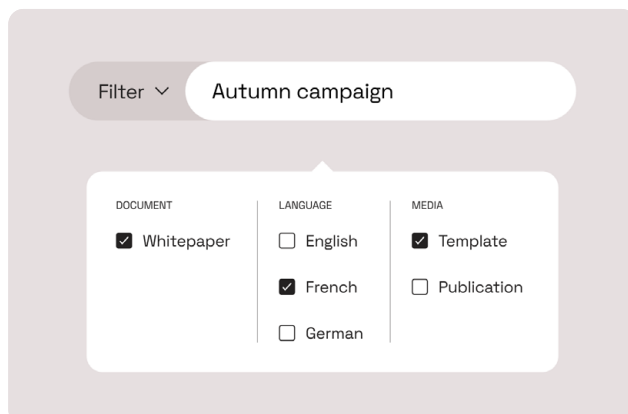 Filter
Autumn campaign
DOCUMENT
Whitepaper
LANGUAGE
English
French
German
MEDIA
Template
Publication